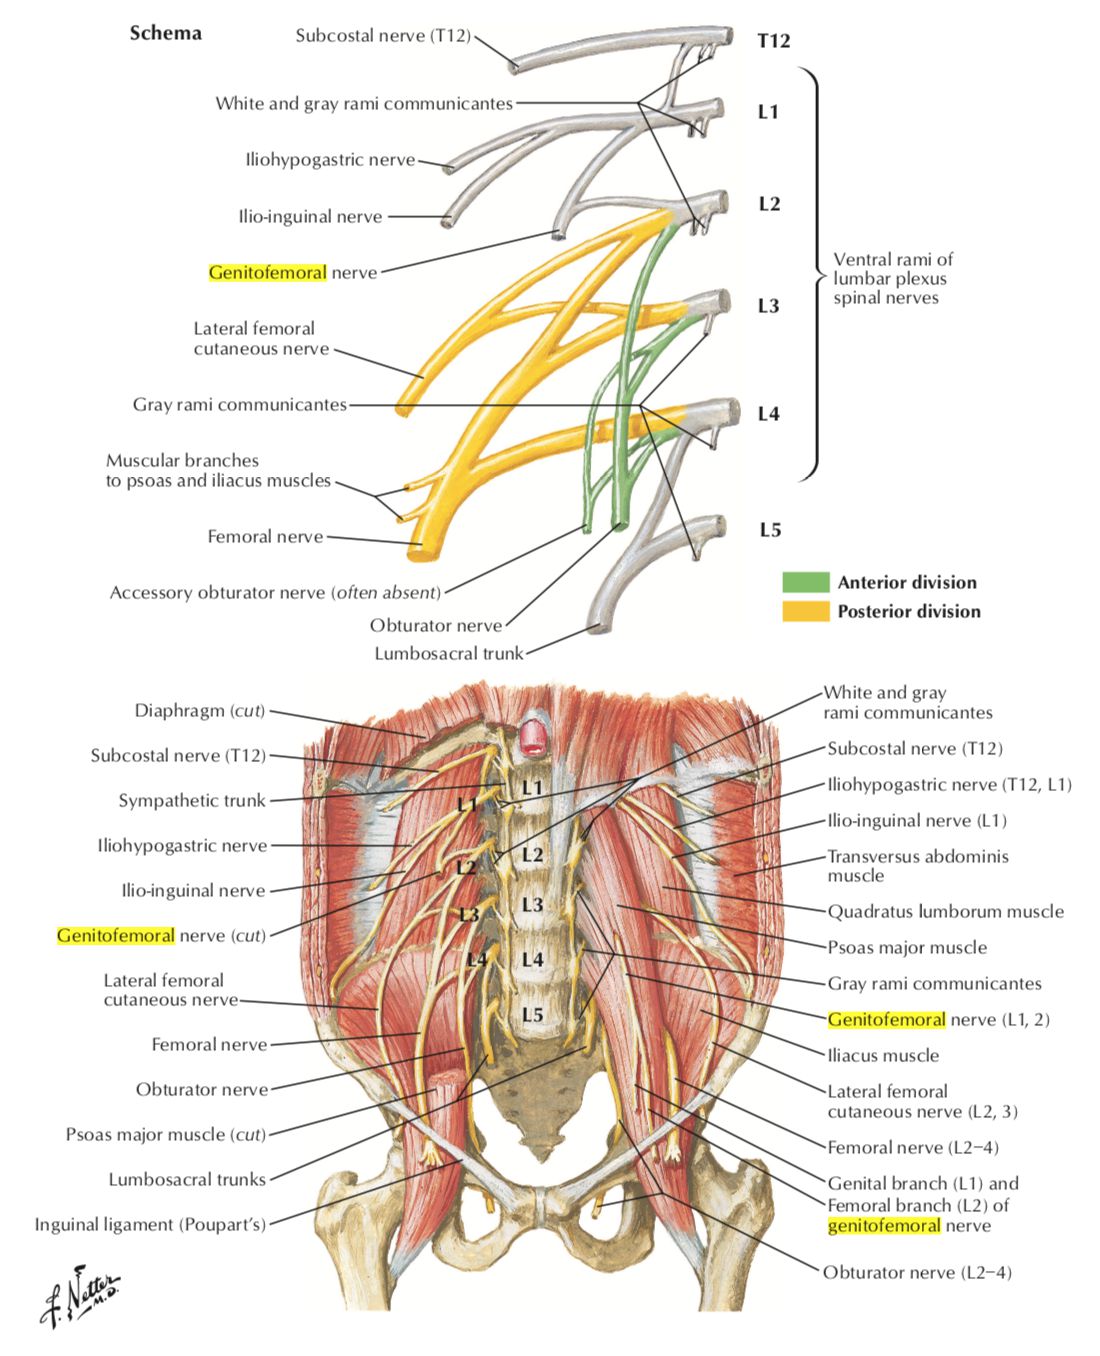 Schema
Subcostal nerve (T12)
T12
White and gray rami communicantes
L1
Iliohypogastric nerve
Ilio-inguinal nerve
L2
Genitofemoral nerve
Ventral rami of
lumbar plexus
spinal nerves
L3
Lateral femoral
cutaneous nerve
Gray rami communicantes
L4
Muscular branches
to psoas and iliacus muscles
Femoral nerve
L5
Accessory obturator nerve (often absent)
Anterior division
Posterior division
Obturator nerve
Lumbosacral trunk
Diaphragm (cut)
Subcostal nerve (T12)
Sympathetic trunk
Iliohypogastric nerve
Ilio-inguinal nerve
Genitofemoral nerve (cut)
Lateral femoral
cutaneous nerve
Femoral nerve
Obturator nerve
Psoas major muscle (cut)
Lumbosacral trunks
Inguinal ligament (Poupart's)
L1
L2
L3
L4
L1
L2
L3
L4
L5
White and gray
rami communicantes
Subcostal nerve (T12)
Iliohypogastric nerve (T12, L1)
Ilio-inguinal nerve (L1)
Transversus abdominis
muscle
Quadratus lumborum muscle
Psoas major muscle
Gray rami communicantes
Genitofemoral nerve (L1, 2)
Iliacus muscle
Lateral femoral
cutaneous nerve (L2, 3)
Femoral nerve (L2–4)
Genital branch (L1) and
Femoral branch (L2) of
genitofemoral nerve
Obturator nerve (L2–4)
F. Netter
M.D.